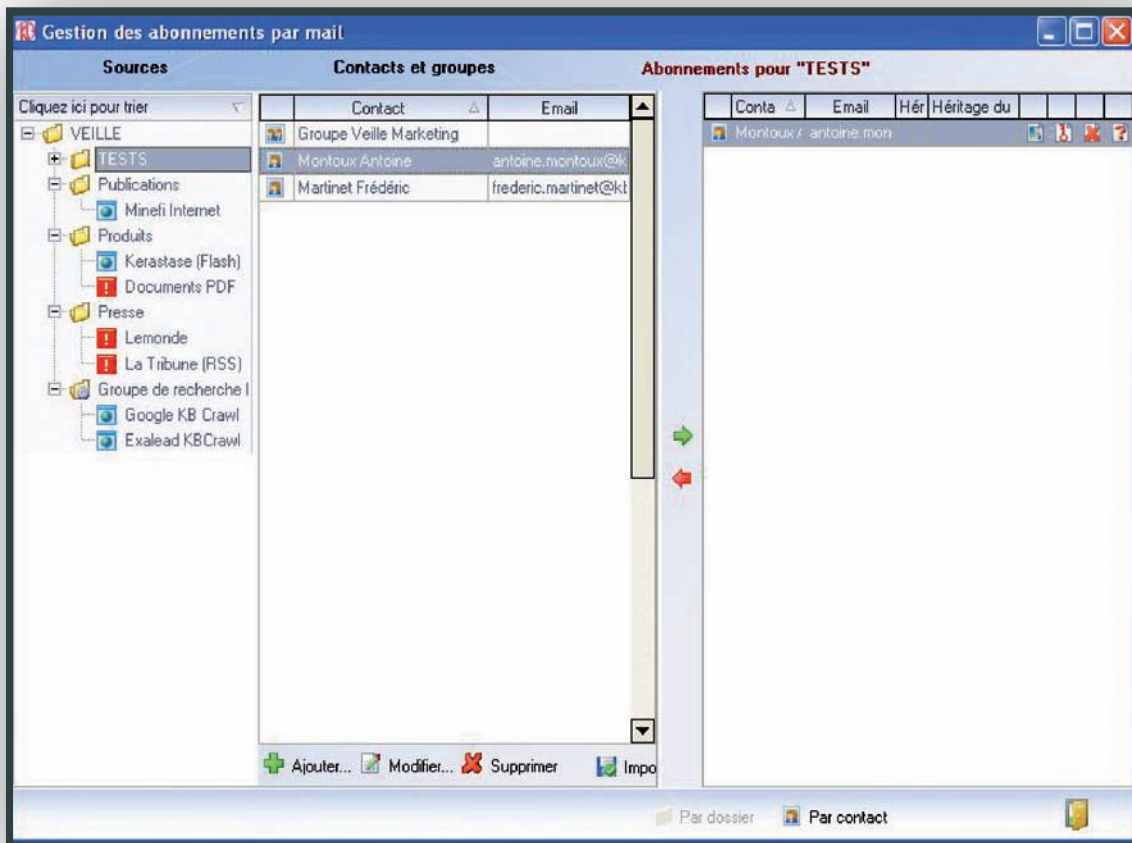 Gestion des abonnements par mail
Sources
Contacts et groupes
Abonnements pour "TESTS"
Cliquez ici pour trier
VEILLE
TESTS
Publications
Minefi Internet
Produits
Kerastase (Flash)
Documents PDF
Presse
Lemonde
La Tribune (RSS)
Groupe de recherche
Google KB Crawl
Exalead KBCrawl
Contact Email
Groupe Veille Marketing
Montoux Antoine antoine.montoux@k
Martinet Frédéric frederic.martinet@kb
Ajouter... Modifier... Supprimer Impo
Conta Email Hér Héritage du
Montoux antoine.mon
Par dossier Par contact